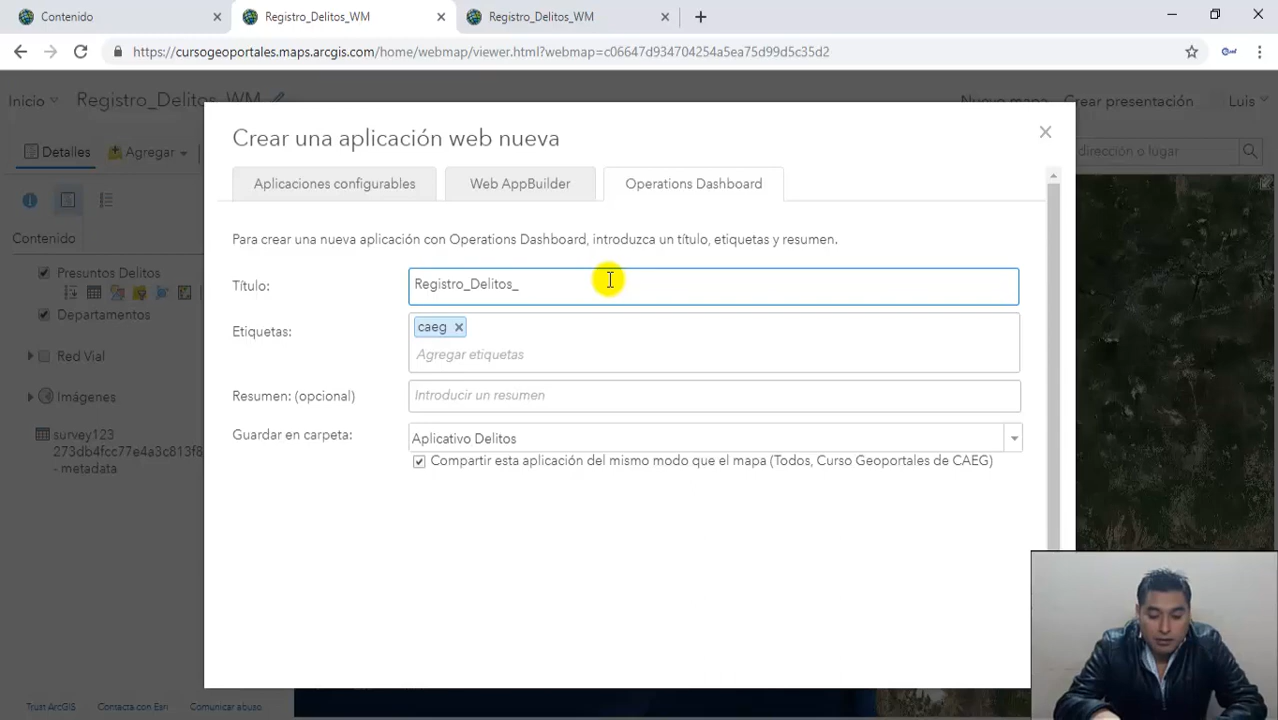 Contenido
Registro_Delitos_WM
Registro_Delitos_WM
https://cursogeoportales.maps.arcgis.com/home/webmap/viewer.html?webmap=c06647d934704254a5ea75d99d5c35d2
Inicio
Registro_Delitos_WM
Nuevo mapa
Crear presentación
Luis
Detalles
Agregar
dirección o lugar
Contenido
Presuntos Delitos
Departamentos
Red Vial
Imágenes
survey123
273db4fcc77e4a3c813f8
- metadata
Trust ArcGIS
Contacta con Esri
Comunicar abuso
Crear una aplicación web nueva
Aplicaciones configurables
Web AppBuilder
Operations Dashboard
Para crear una nueva aplicación con Operations Dashboard, introduzca un título, etiquetas y resumen.
Título:
Registro_Delitos_
Etiquetas:
caeg
Agregar etiquetas
Resumen: (opcional)
Introducir un resumen
Guardar en carpeta:
Aplicativo Delitos
Compartir esta aplicación del mismo modo que el mapa (Todos, Curso Geoportales de CAEG)